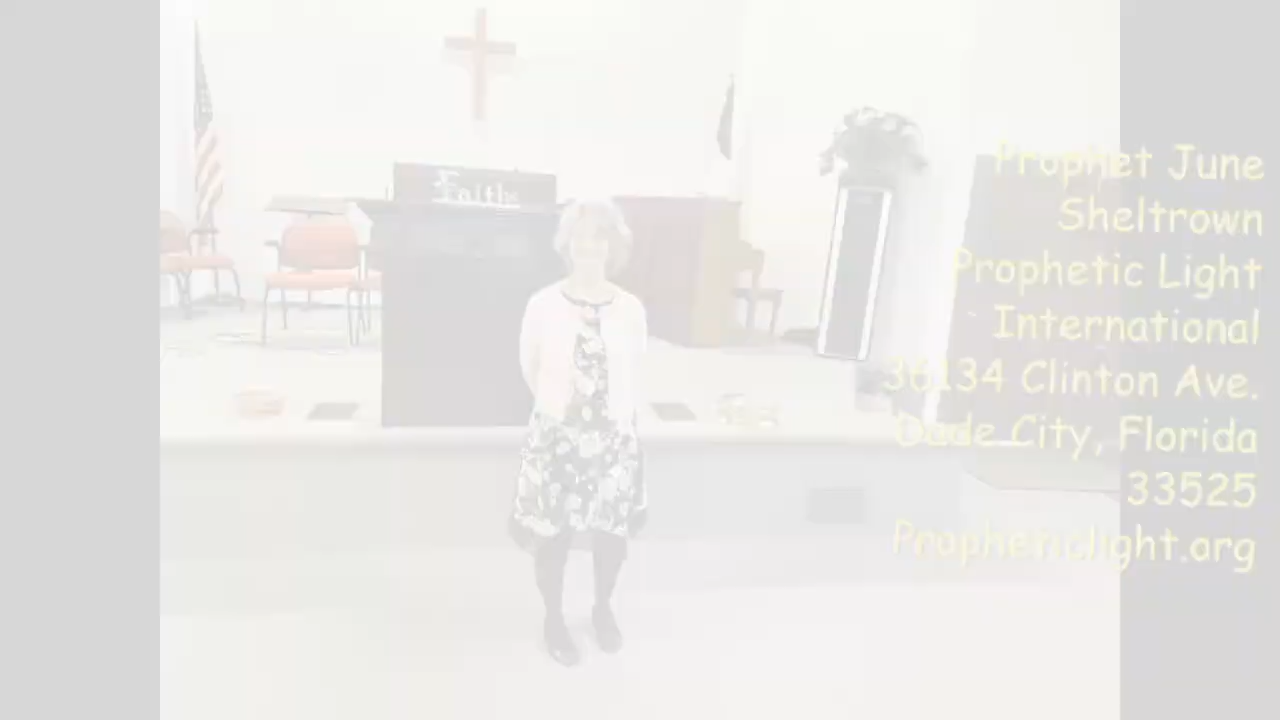 Faith
Prophet June
Sheltrown
Prophetic Light
International
36134 Clinton Ave.
Dade City, Florida
33525
Propheticlight.org